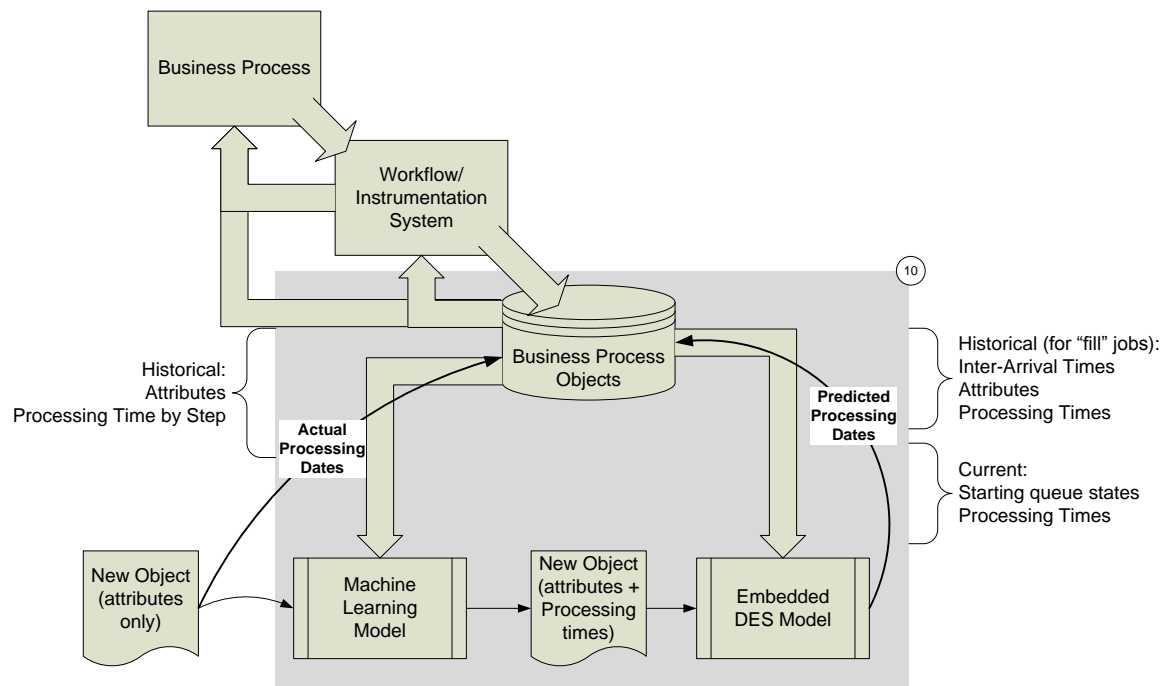 Business Process
Workflow/
Instrumentation
System
10
Business Process
Objects
Historical:
Attributes
Processing Time by Step
Actual
Processing
Dates
Predicted
Processing
Dates
Historical (for “fill” jobs):
Inter-Arrival Times
Attributes
Processing Times
Current:
Starting queue states
Processing Times
New Object
(attributes
only)
Machine
Learning
Model
New Object
(attributes +
Processing
times)
Embedded
DES Model